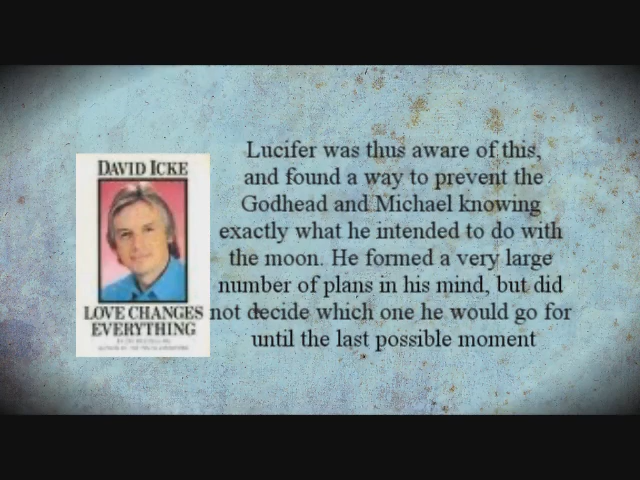 DAVID ICKE
LOVE CHANGES
EVERYTHING
Lucifer was thus aware of this,
and found a way to prevent the
Godhead and Michael knowing
exactly what he intended to do with
the moon. He formed a very large
number of plans in his mind, but did
not decide which one he would go for
until the last possible moment